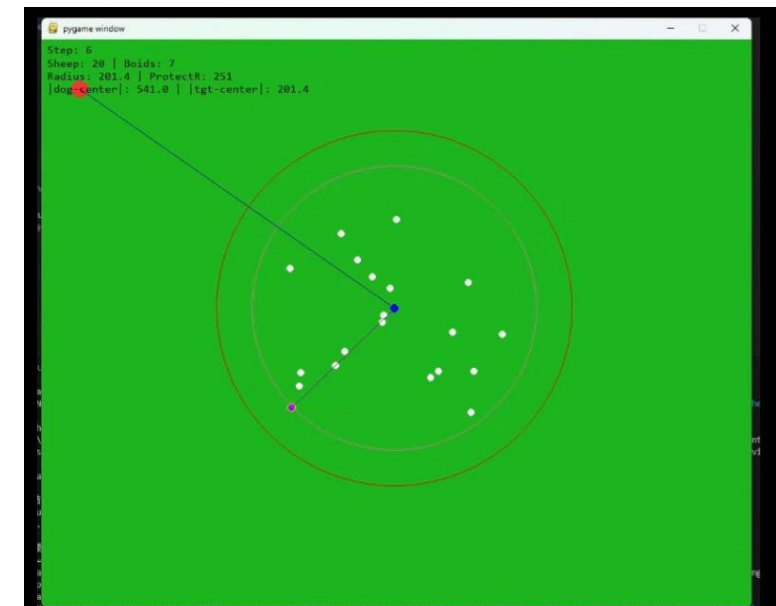 pygame window
Step: 6
Sheep: 20 | Boids: 7
Radius: 201.4 | ProtectR: 251
|dog-center|: 541.0 | |tgt-center|: 201.4